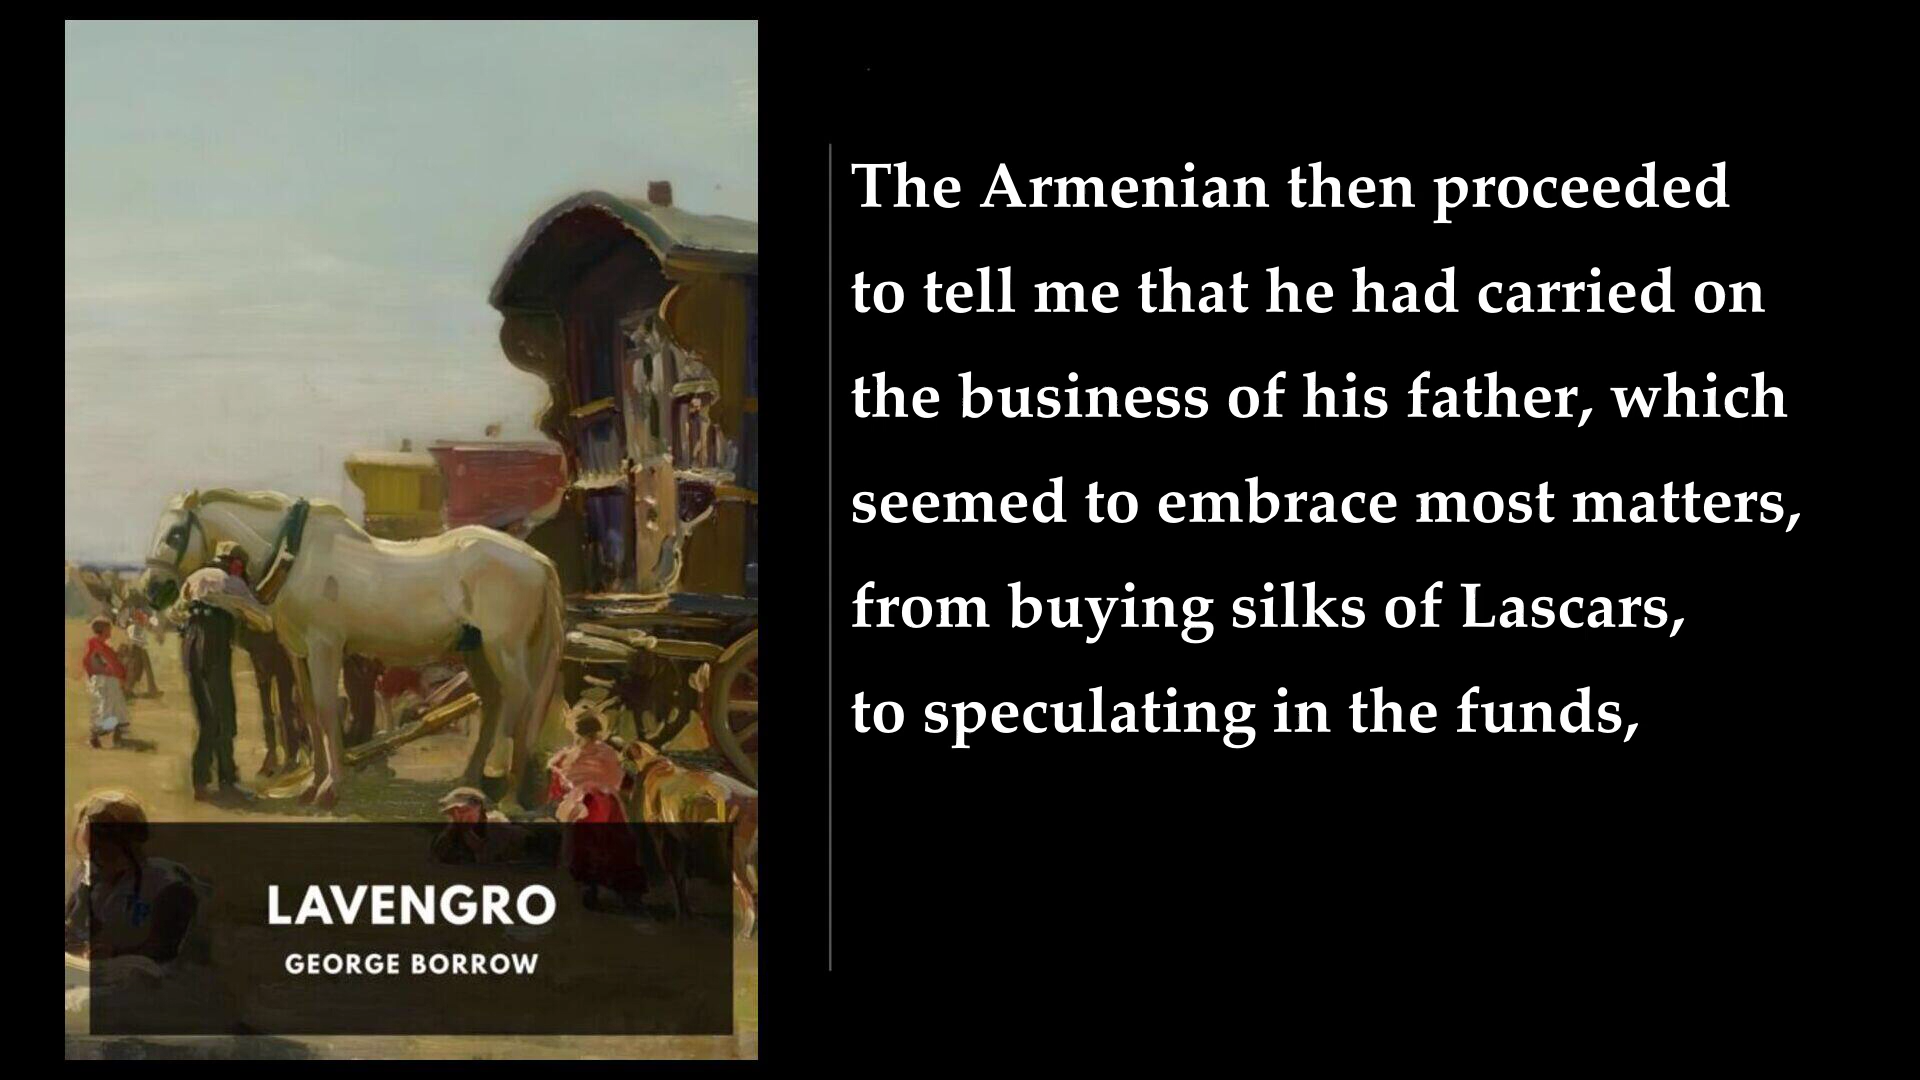 The Armenian then proceeded
to tell me that he had carried on
the business of his father, which
seemed to embrace most matters,
from buying silks of Lascars,
to speculating in the funds,
LAVENGRO
GEORGE BORROW